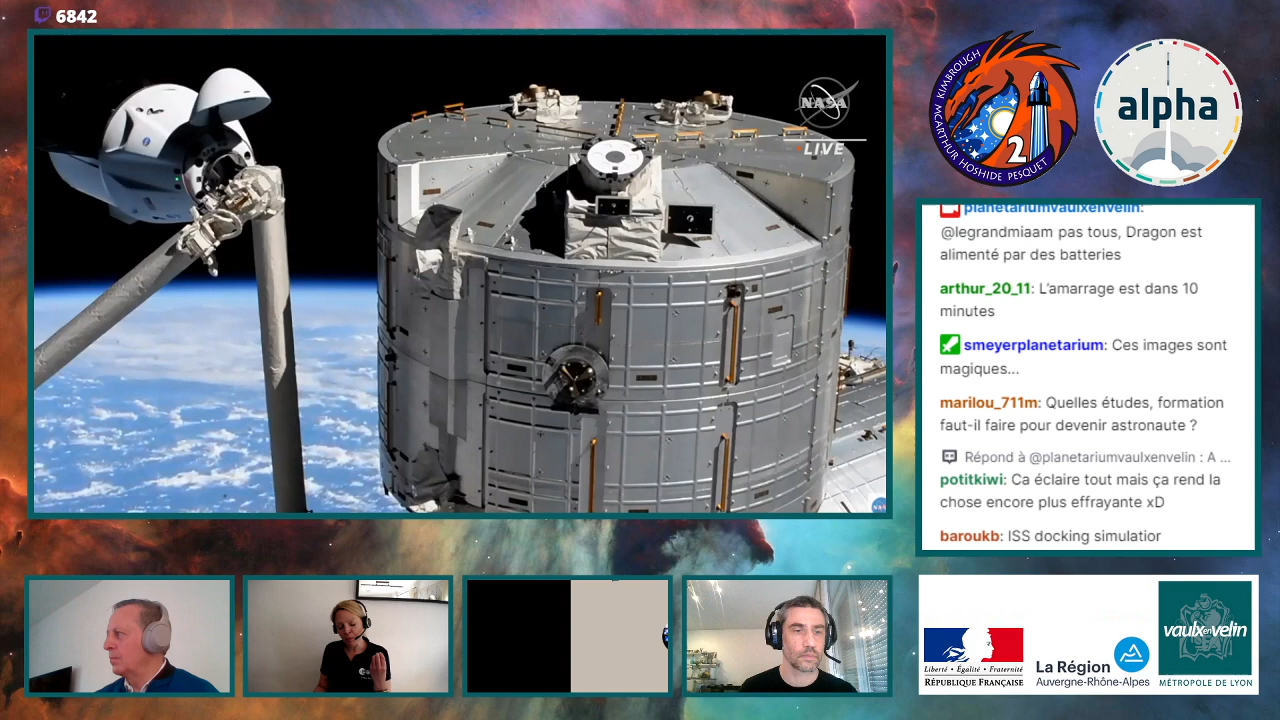 6842
NASA
LIVE
MCARTHUR KIMBROUGH
HOSHIDE PESQUET
2
alpha
planetariumvaulxenvelin:
@legrandmiaam pas tous, Dragon est
alimenté par des batteries
arthur_20_11: L'amarrage est dans 10
minutes
smeyerplanetarium: Ces images sont
magiques...
marilou_711m: Quelles études, formation
faut-il faire pour devenir astronaute ?
Répond à @planetariumvaulxenvelin : A ...
potitkiwi: Ca éclaire tout mais ça rend la
chose encore plus effrayante xD
baroukb: ISS docking simulatior
Liberté • Égalité • Fraternité
RÉPUBLIQUE FRANÇAISE
La Région
Auvergne-Rhône-Alpes
vaulx en velin
MÉTROPOLE DE LYON